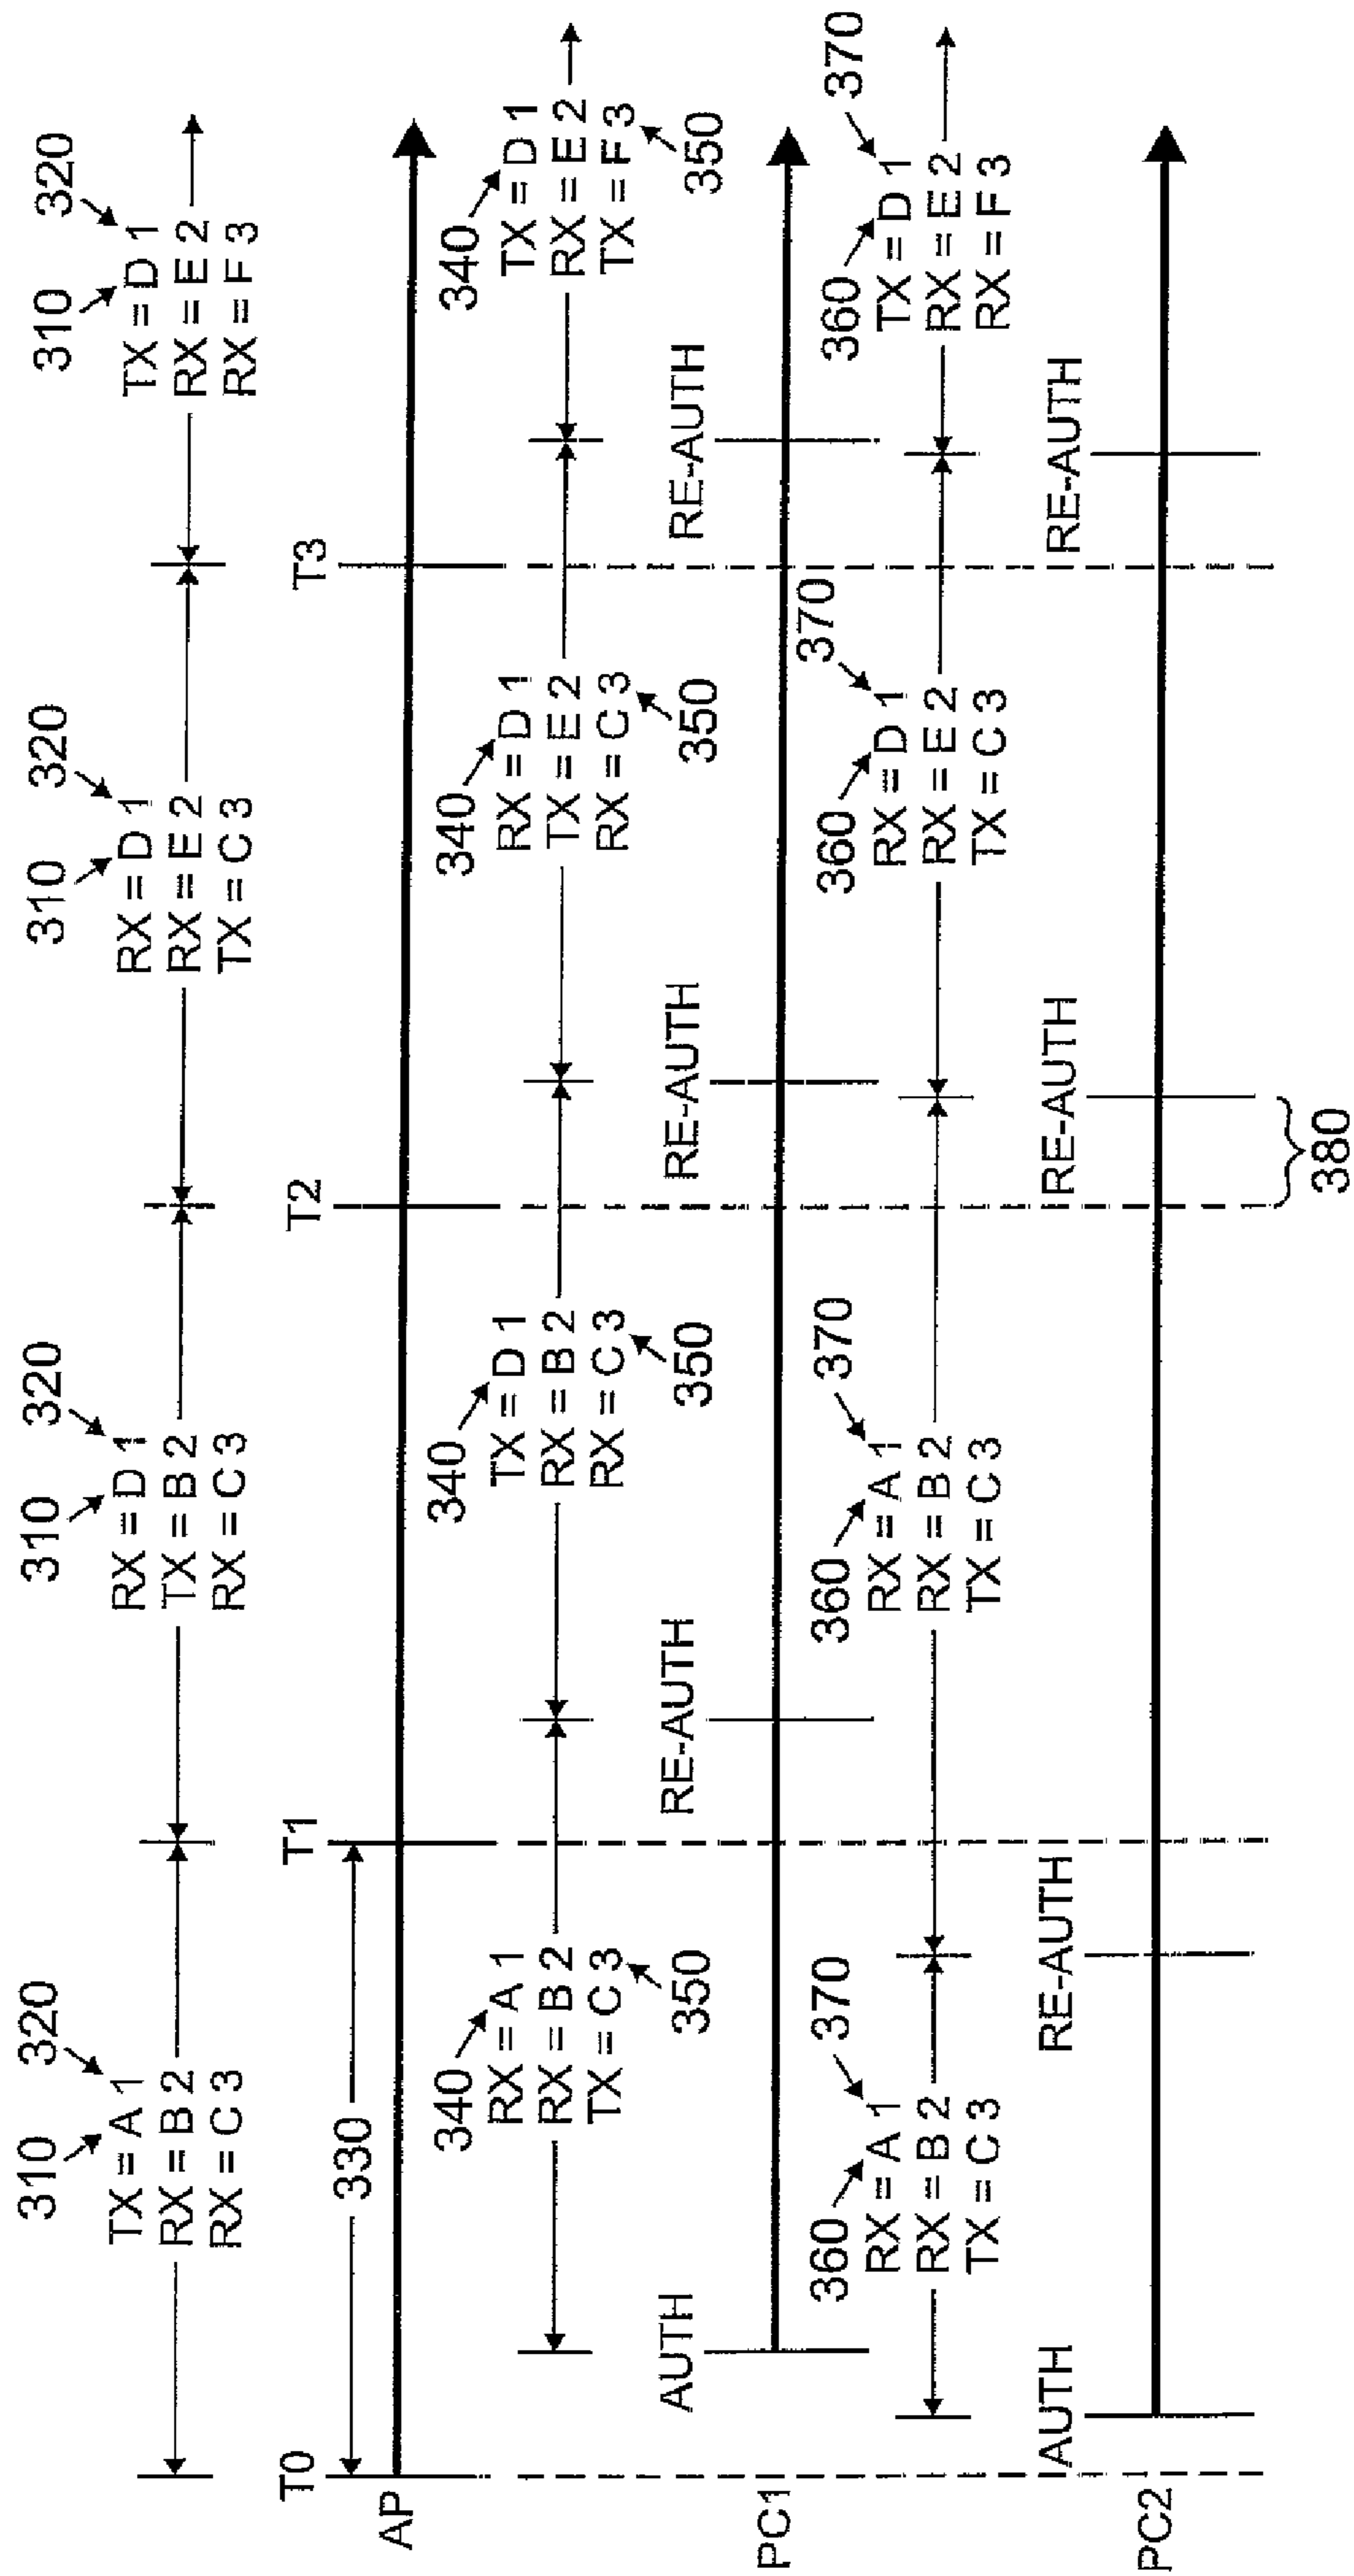 310 320
TX = A 1
RX = B 2
RX = C 3
310 320
RX = D 1
TX = B 2
RX = C 3
310 320
RX = D 1
RX = E 2
TX = C 3
310 320
TX = D 1
RX = E 2
RX = F 3
T0
T1
T2
T3
330
AP
340
RX = A 1
RX = B 2
TX = C 3
350
340
TX = D 1
RX = B 2
RX = C 3
350
340
RX = D 1
TX = E 2
RX = C 3
350
340
TX = D 1
RX = E 2
TX = F 3
350
AUTH
RE-AUTH
RE-AUTH
RE-AUTH
PC1
360 370
RX = A 1
RX = B 2
TX = C 3
360 370
RX = A 1
RX = B 2
TX = C 3
360 370
RX = D 1
RX = E 2
TX = C 3
360 370
TX = D 1
RX = E 2
RX = F 3
AUTH
RE-AUTH
RE-AUTH
RE-AUTH
PC2
380